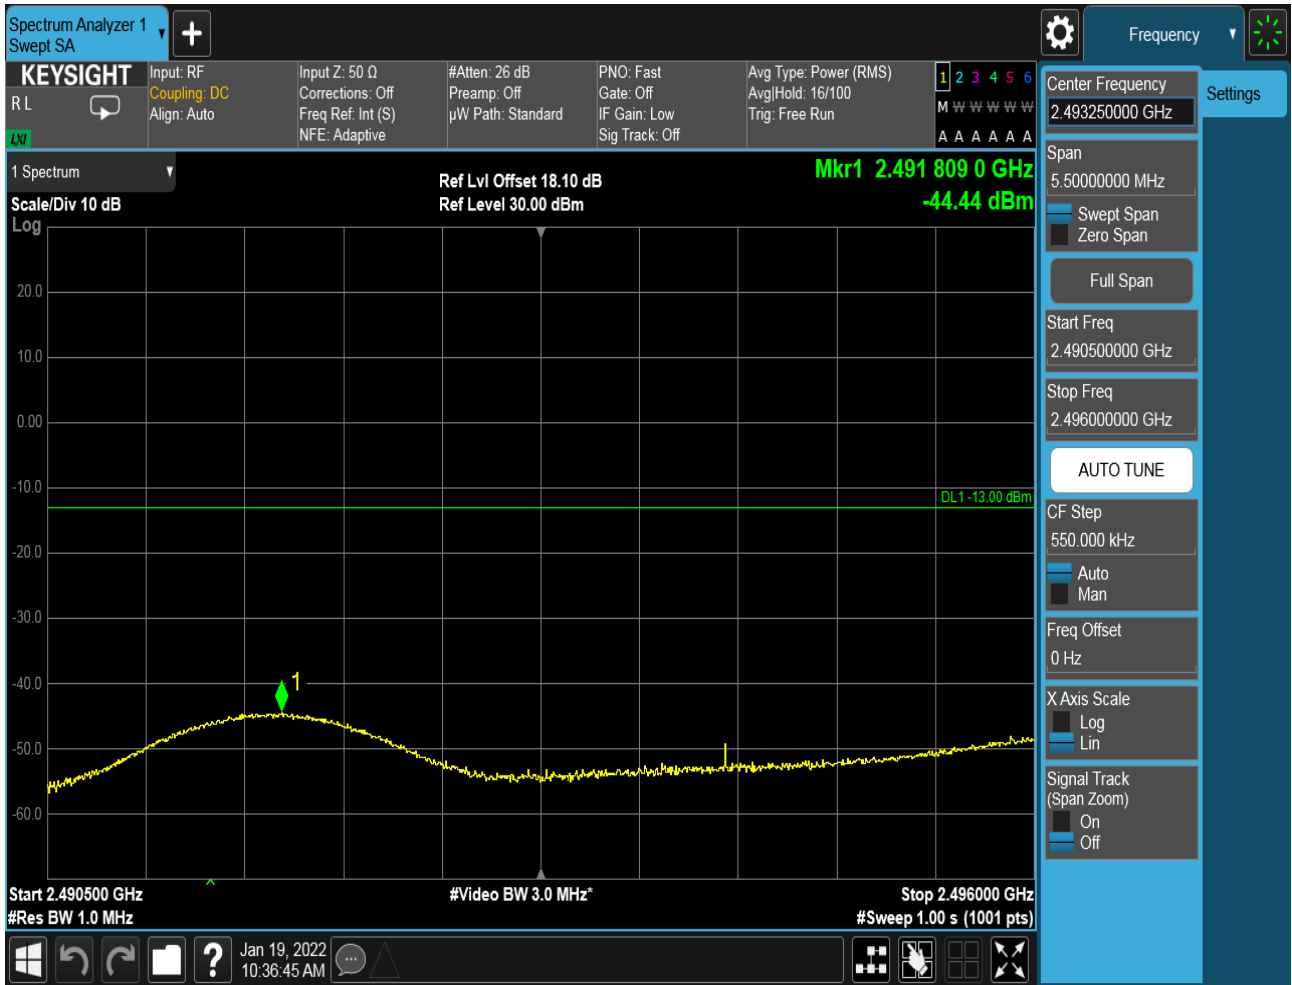 Spectrum Analyzer 1
Swept SA
Frequency
KEYSIGHT
R L
LXI
Input: RF
Coupling: DC
Align: Auto
Input Z: 50 Ω
Corrections: Off
Freq Ref: Int (S)
NFE: Adaptive
#Atten: 26 dB
Preamp: Off
µW Path: Standard
PNO: Fast
Gate: Off
IF Gain: Low
Sig Track: Off
Avg Type: Power (RMS)
Avg|Hold: 16/100
Trig: Free Run
1 2 3 4 5 6
M W W W W W
A A A A A A
1 Spectrum
Scale/Div 10 dB
Log
Ref Lvl Offset 18.10 dB
Ref Level 30.00 dBm
Mkr1 2.491 809 0 GHz
-44.44 dBm
20.0
10.0
0.00
-10.0
-20.0
-30.0
-40.0
-50.0
-60.0
DL1 -13.00 dBm
1
Start 2.490500 GHz
#Res BW 1.0 MHz
#Video BW 3.0 MHz*
Stop 2.496000 GHz
#Sweep 1.00 s (1001 pts)
Jan 19, 2022
10:36:45 AM
Center Frequency
2.493250000 GHz
Settings
Span
5.50000000 MHz
Swept Span
Zero Span
Full Span
Start Freq
2.490500000 GHz
Stop Freq
2.496000000 GHz
AUTO TUNE
CF Step
550.000 kHz
Auto
Man
Freq Offset
0 Hz
X Axis Scale
Log
Lin
Signal Track
(Span Zoom)
On
Off